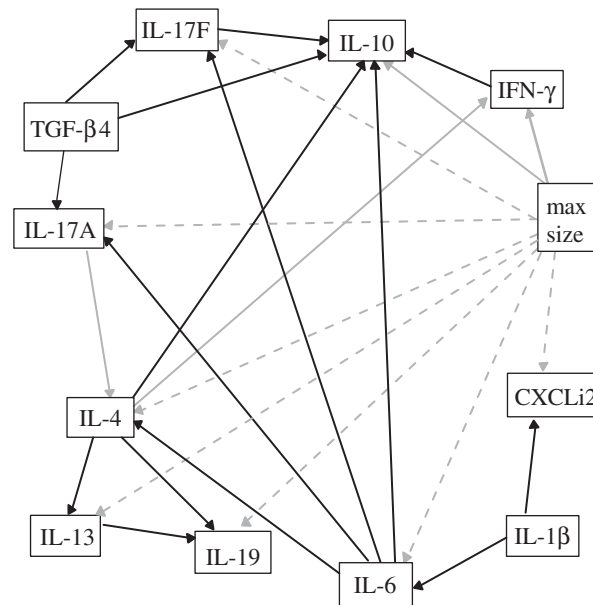 IL-17F
IL-10
IFN-γ
TGF-β4
max
size
IL-17A
CXCLi2
IL-4
IL-13
IL-19
IL-1β
IL-6